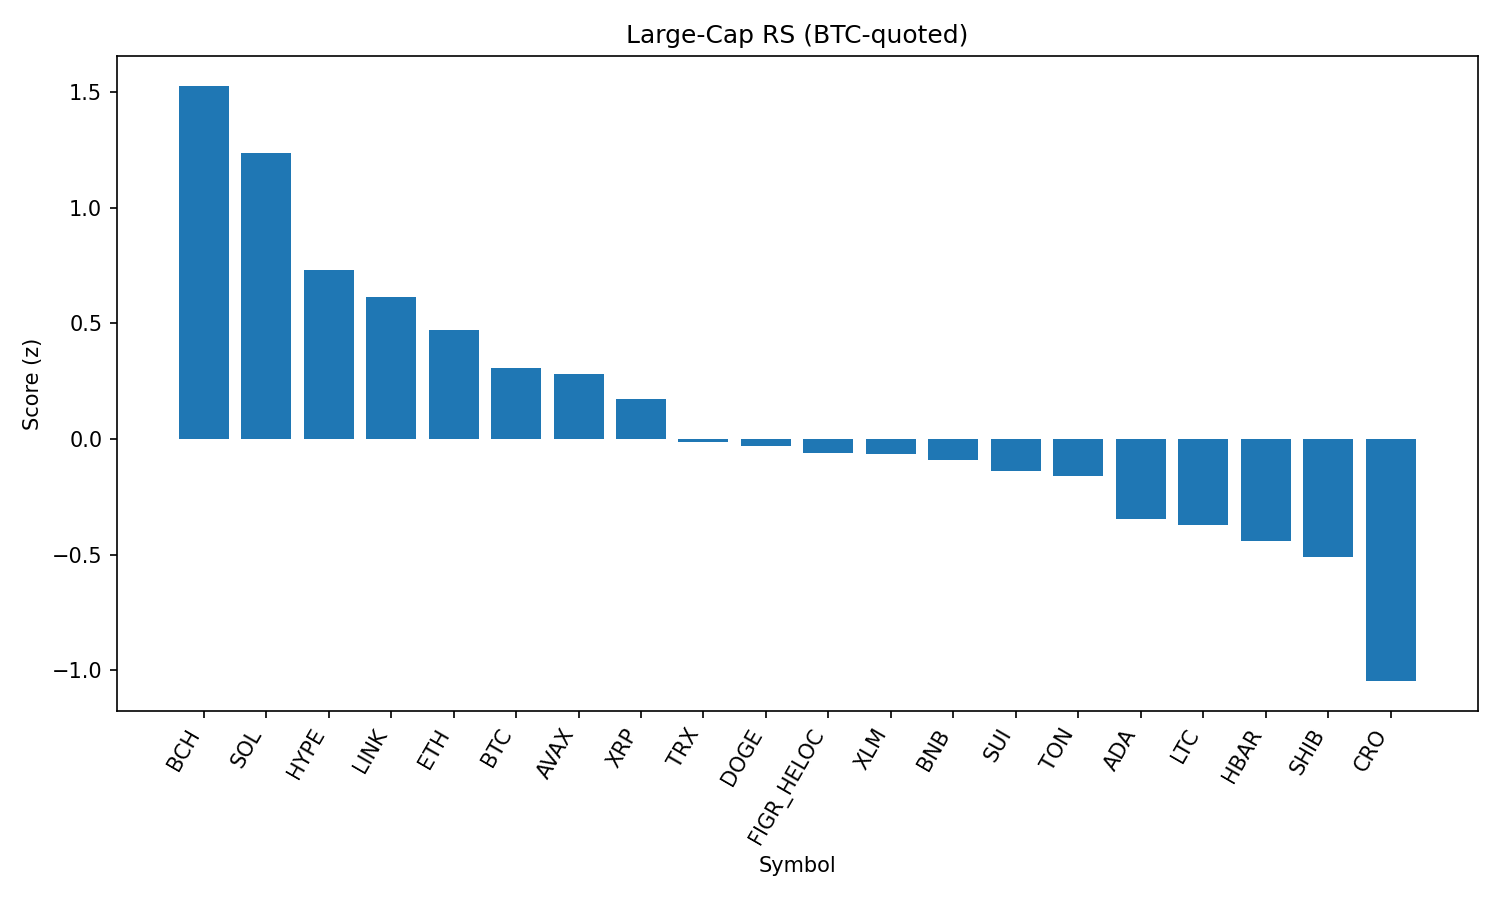 Large-Cap RS (BTC-quoted)
Score (z)
1.5
1.0
0.5
0.0
−0.5
−1.0
BCH
SOL
HYPE
LINK
ETH
BTC
AVAX
XRP
TRX
DOGE
FIGR_HELOC
XLM
BNB
SUI
TON
ADA
LTC
HBAR
SHIB
CRO
Symbol